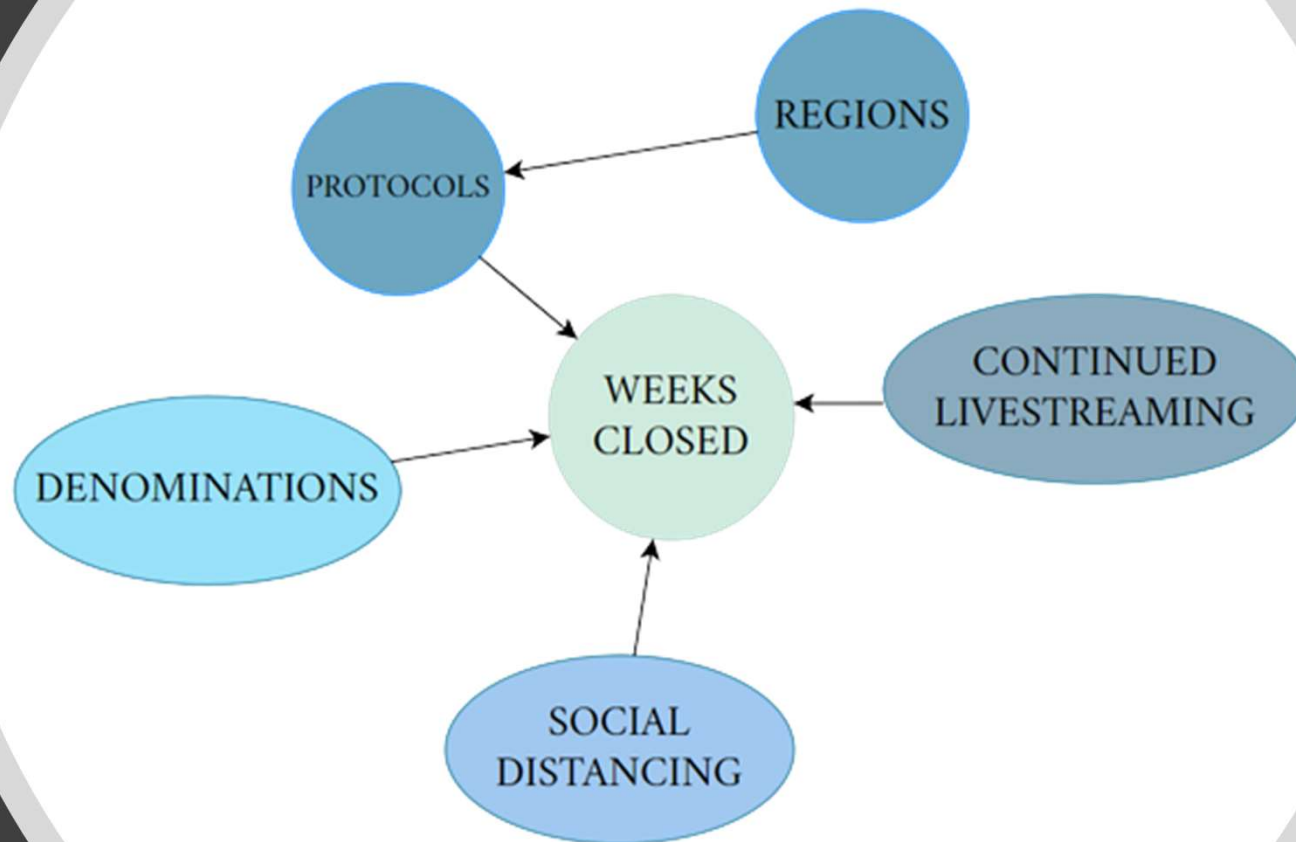 REGIONS
PROTOCOLS
WEEKS
CLOSED
CONTINUED
LIVESTREAMING
DENOMINATIONS
SOCIAL
DISTANCING